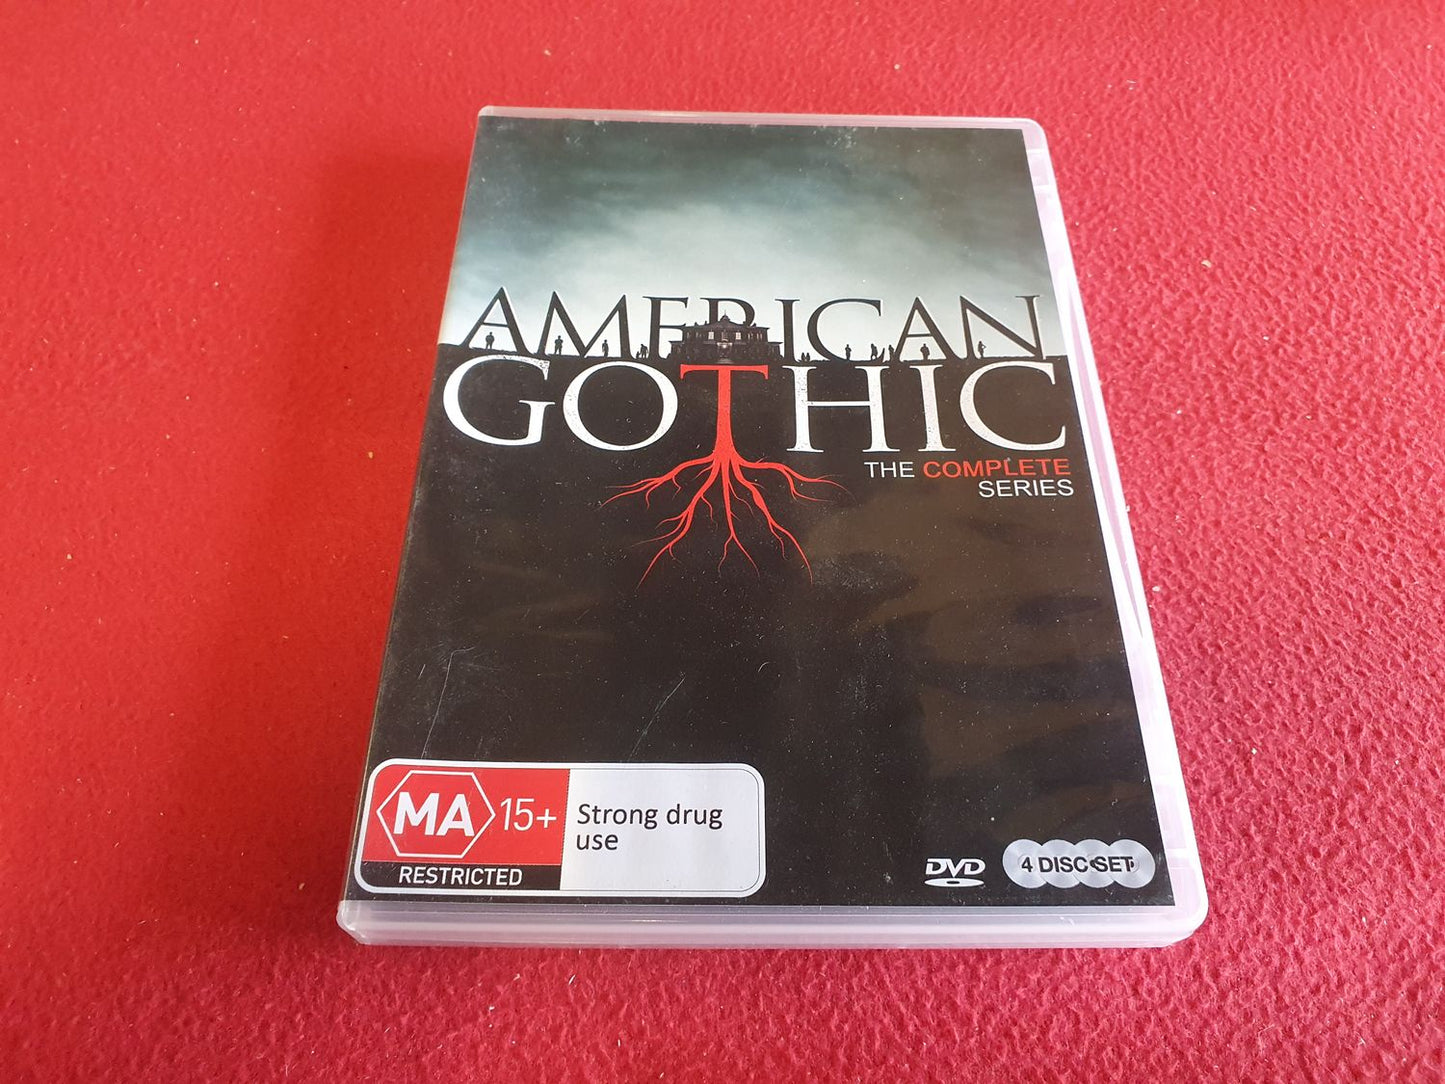 AMERICAN
GOTHIC
THE COMPLETE
SERIES
MA 15+
RESTRICTED
Strong drug
use
DVD
4 DISC SET